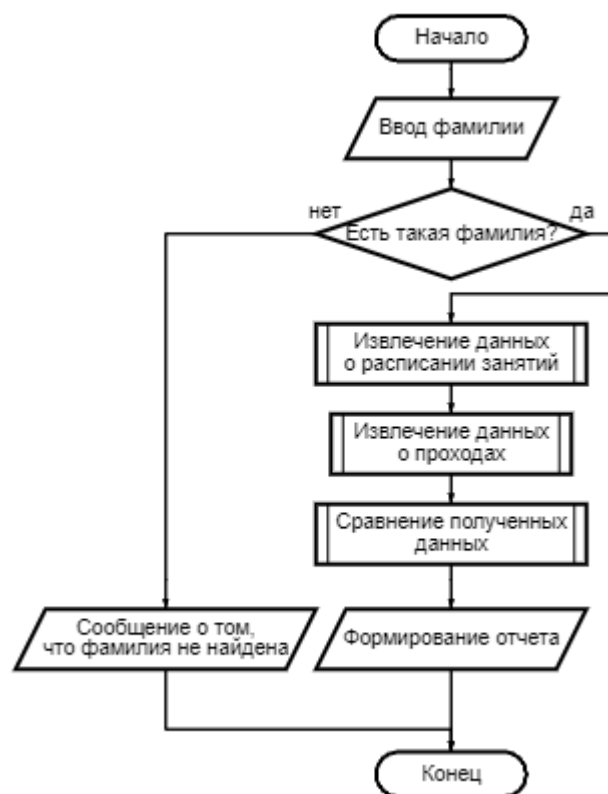 Начало
Ввод фамилии
нет
да
Есть такая фамилия?
Извлечение данных
о расписании занятий
Извлечение данных
о проходах
Сравнение полученных
данных
Сообщение о том,
что фамилия не найдена
Формирование отчета
Конец